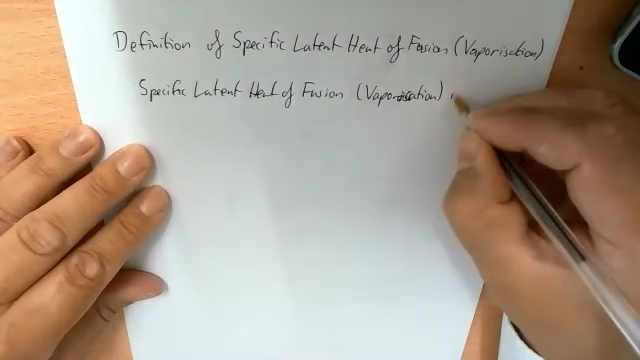 Definition of Specific Latent Heat of Fusion (Vaporisation)
Specific Latent Heat of Fusion (Vaporisation)